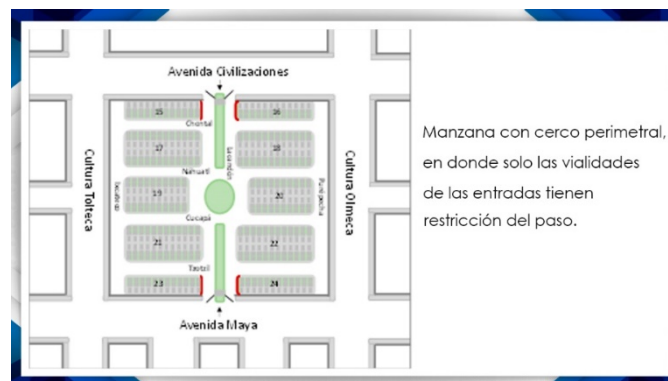 Avenida Civilizaciones
15
16
Chontal
17
Lacandón
18
Nahuatl
Cultura Tolteca
19
20
Purépecha
Cultura Olmeca
Cucapá
21
22
Tzotzil
23
24
Avenida Maya
Manzana con cerco perimetral,
en donde solo las vialidades
de las entradas tienen
restricción del paso.